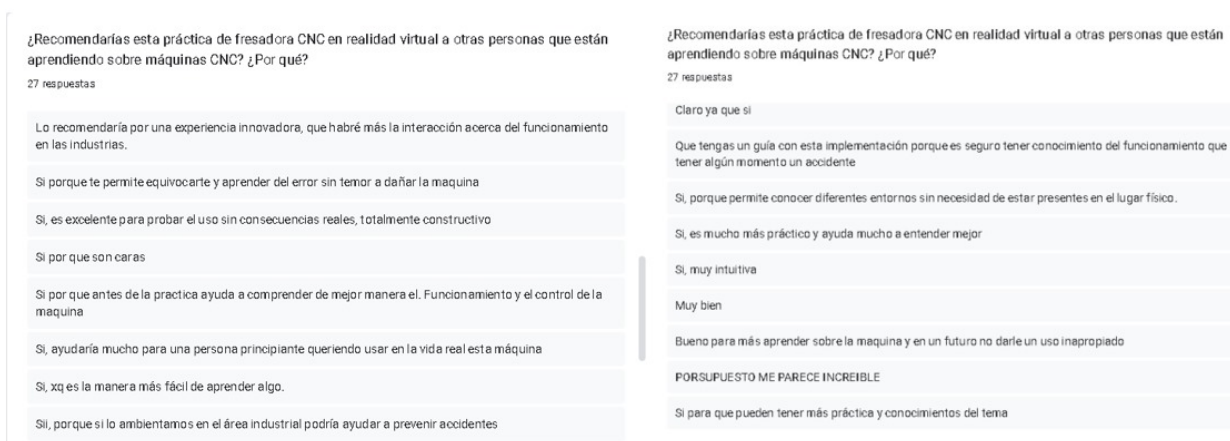 ¿Recomendarías esta práctica de fresadora CNC en realidad virtual a otras personas que están
aprendiendo sobre máquinas CNC? ¿Por qué?
27 respuestas
Lo recomendaría por una experiencia innovadora, que habré más la interacción acerca del funcionamiento
en las industrias.
Si porque te permite equivocarte y aprender del error sin temor a dañar la maquina
Si, es excelente para probar el uso sin consecuencias reales, totalmente constructivo
Si por que son caras
Si por que antes de la practica ayuda a comprender de mejor manera el. Funcionamiento y el control de la
maquina
Si, ayudaría mucho para una persona principiante queriendo usar en la vida real esta máquina
Si, xq es la manera más fácil de aprender algo.
Sii, porque si lo ambientamos en el área industrial podría ayudar a prevenir accidentes
¿Recomendarías esta práctica de fresadora CNC en realidad virtual a otras personas que están
aprendiendo sobre máquinas CNC? ¿Por qué?
27 respuestas
Claro ya que si
Que tengas un guía con esta implementación porque es seguro tener conocimiento del funcionamiento que
tener algún momento un accidente
Si, porque permite conocer diferentes entornos sin necesidad de estar presentes en el lugar físico.
Si, es mucho más práctico y ayuda mucho a entender mejor
Si, muy intuitiva
Muy bien
Bueno para más aprender sobre la maquina y en un futuro no darle un uso inapropiado
PORSUPUESTO ME PARECE INCREIBLE
Si para que pueden tener más práctica y conocimientos del tema